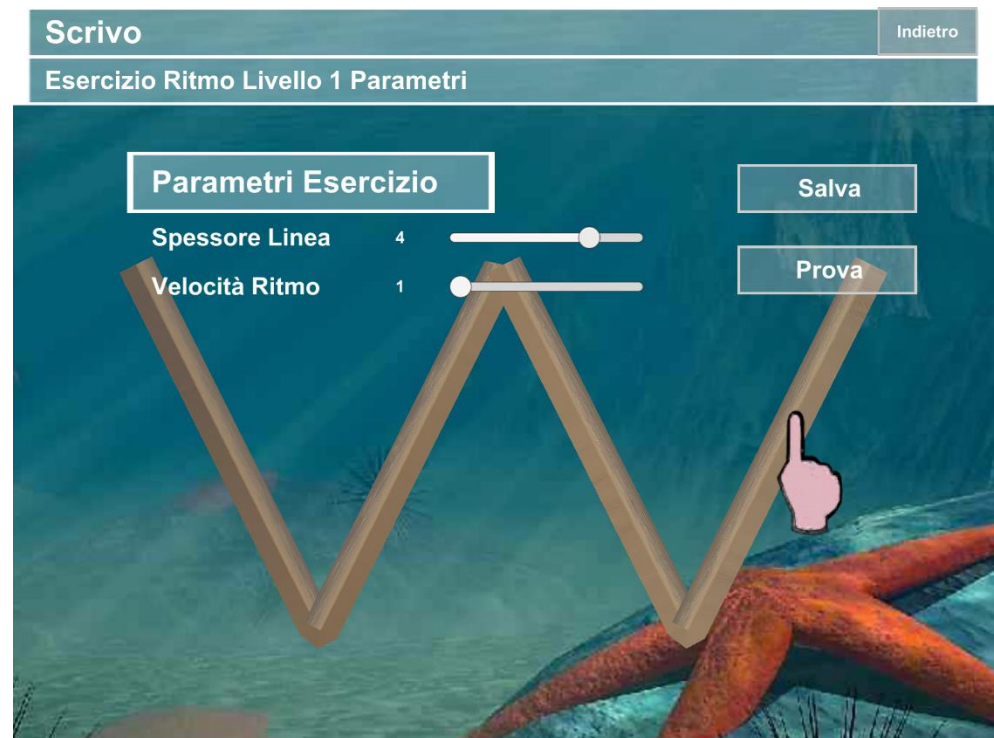 Scrivo
Indietro
Esercizio Ritmo Livello 1 Parametri
Parametri Esercizio
Salva
Spessore Linea 4
Velocità Ritmo 1
Prova